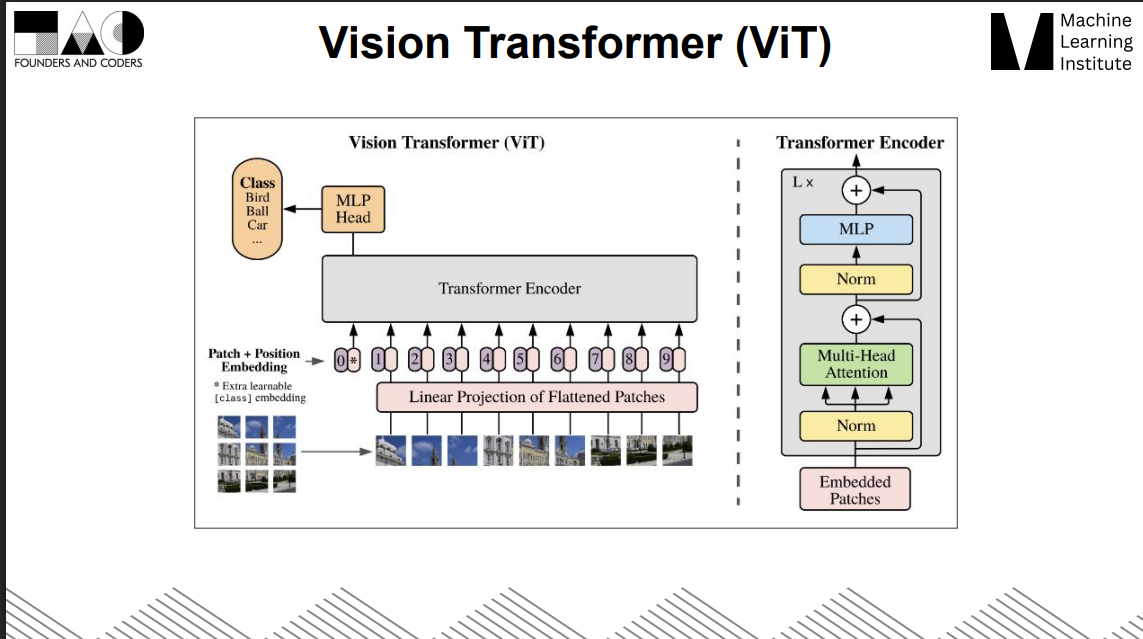 FOUNDERS AND CODERS
Vision Transformer (ViT)
Machine
Learning
Institute
Vision Transformer (ViT)
Class
Bird
Ball
Car
...
MLP
Head
Transformer Encoder
Patch + Position
Embedding
* Extra learnable
[class] embedding
0 * 1 2 3 4 5 6 7 8 9
Linear Projection of Flattened Patches
Transformer Encoder
L ×
+
MLP
Norm
+
Multi-Head
Attention
Norm
Embedded
Patches